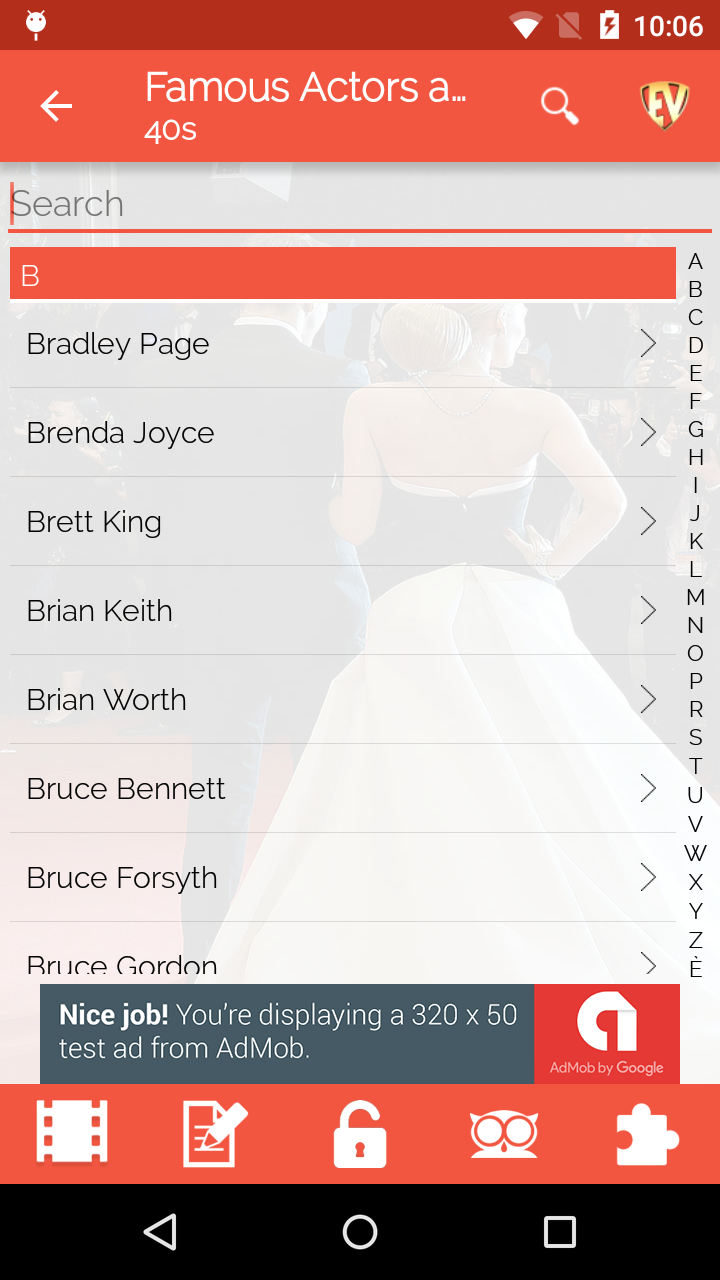 10:06
Famous Actors a...
40s
EV
Search
B
Bradley Page
Brenda Joyce
Brett King
Brian Keith
Brian Worth
Bruce Bennett
Bruce Forsyth
Bruce Gordon
A
B
C
D
E
F
G
H
I
J
K
L
M
N
O
P
R
S
T
U
V
W
X
Y
Z
È
Nice job! You're displaying a 320 x 50
test ad from AdMob.
AdMob by Google